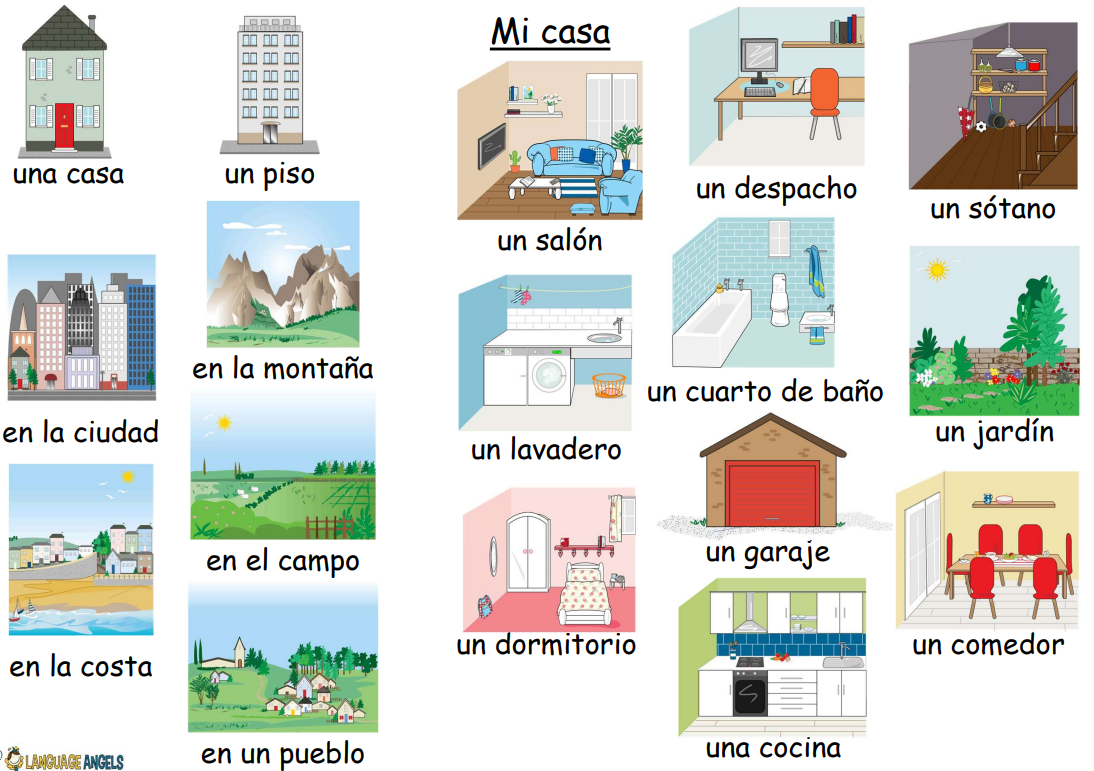 Mi casa
una casa
un piso
en la montaña
en la ciudad
en el campo
en la costa
en un pueblo
un salón
un despacho
un sótano
un lavadero
un cuarto de baño
un jardín
un dormitorio
un garaje
un comedor
una cocina
LANGUAGE ANGELS